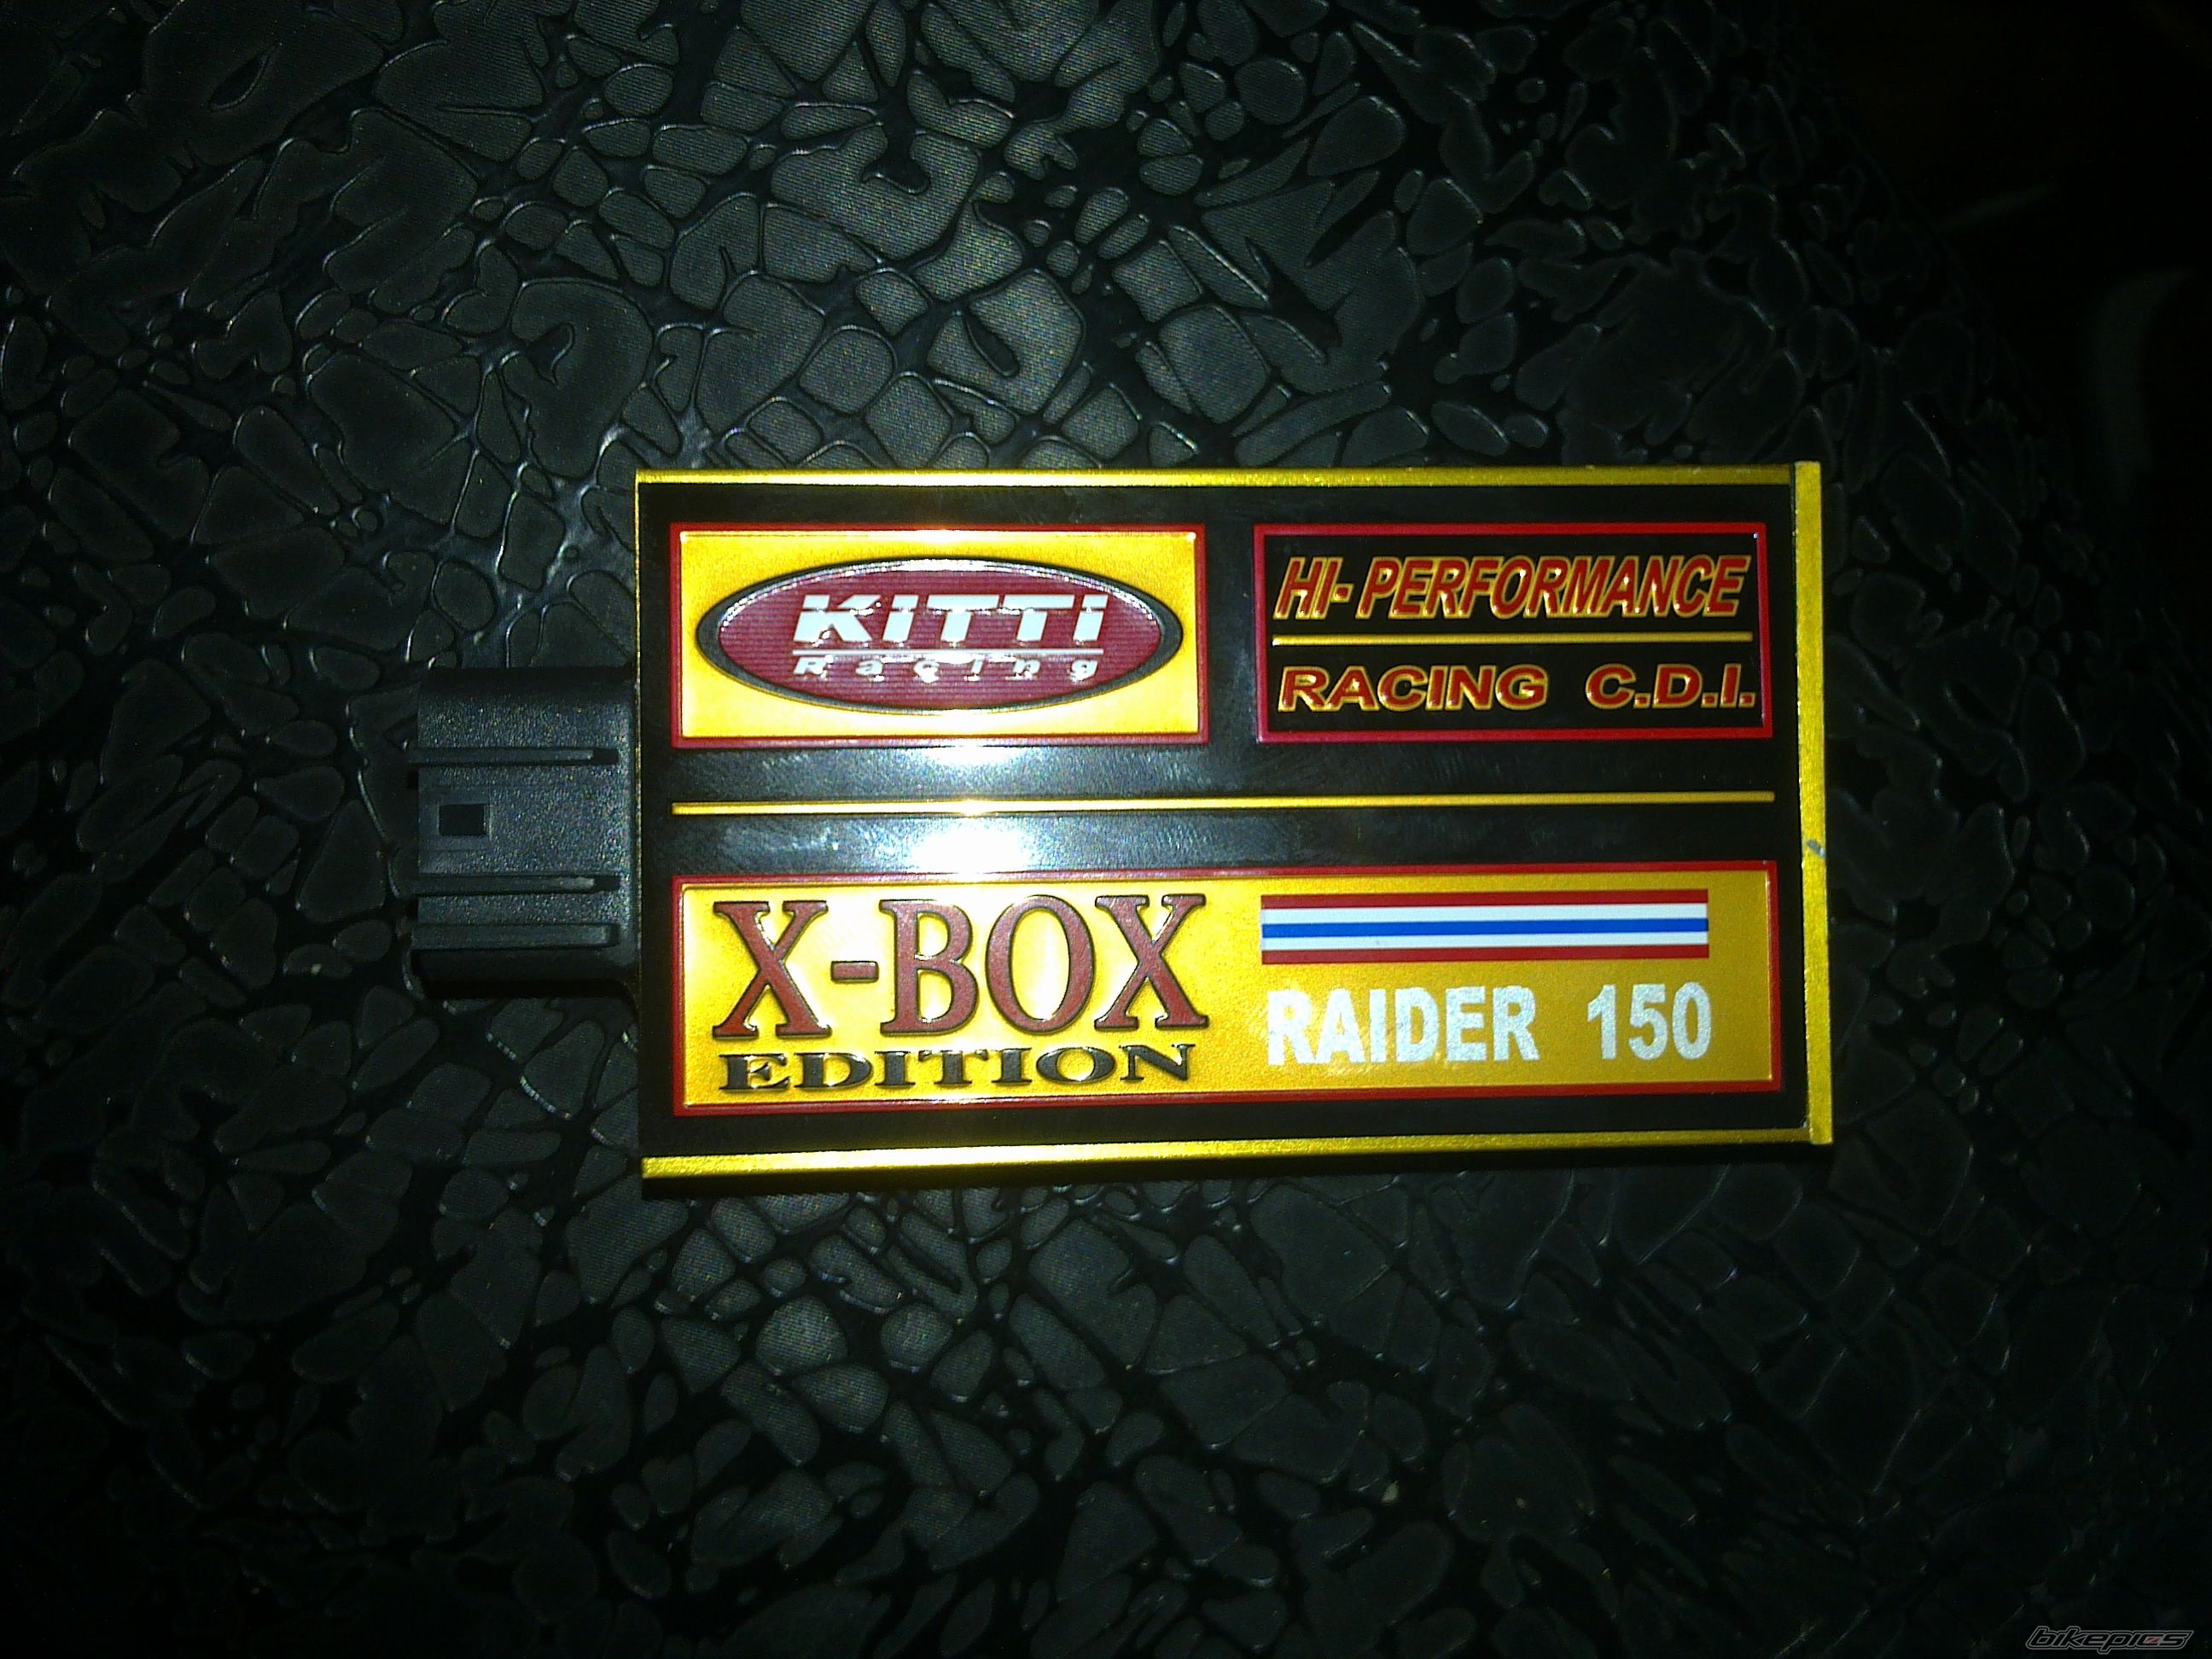 KiTTi
Racing
HI-PERFORMANCE
RACING C.D.I.
X-BOX
EDITION
RAIDER 150
bikepics